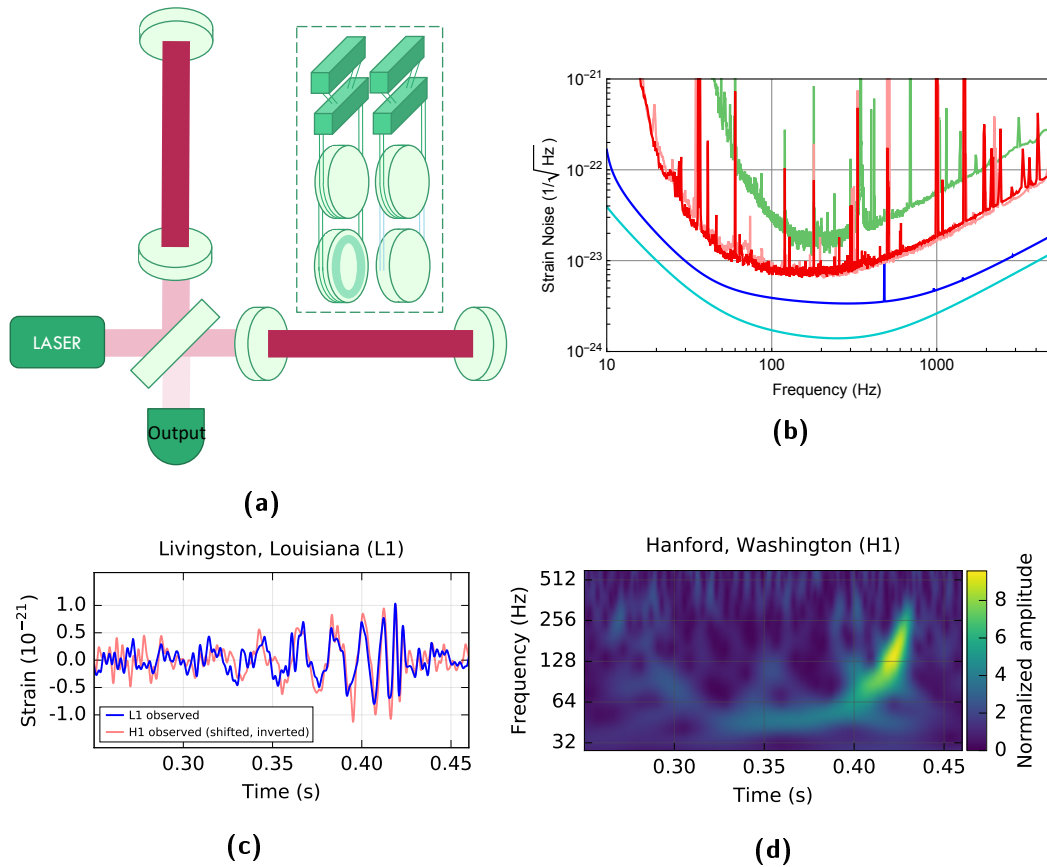 LASER
Output
(a)
Strain Noise (1/√Hz)
10⁻²¹
10⁻²²
10⁻²³
10⁻²⁴
10 100 1000
Frequency (Hz)
(b)
Livingston, Louisiana (L1)
Strain (10⁻²¹)
1.0
0.5
0.0
-0.5
-1.0
L1 observed
H1 observed (shifted, inverted)
0.30 0.35 0.40 0.45
Time (s)
(c)
Hanford, Washington (H1)
Frequency (Hz)
512
256
128
64
32
0.30 0.35 0.40 0.45
Time (s)
8
6
4
2
0
Normalized amplitude
(d)